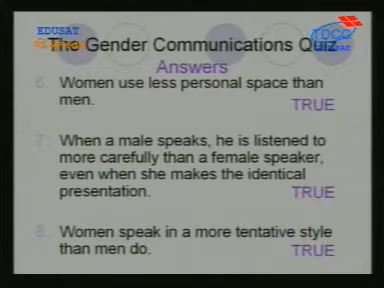 EDUSAT
TDCC
The Gender Communications Quiz
Answers
6. Women use less personal space than
men.
TRUE
7. When a male speaks, he is listened to
more carefully than a female speaker,
even when she makes the identical
presentation.
TRUE
8. Women speak in a more tentative style
than men do.
TRUE